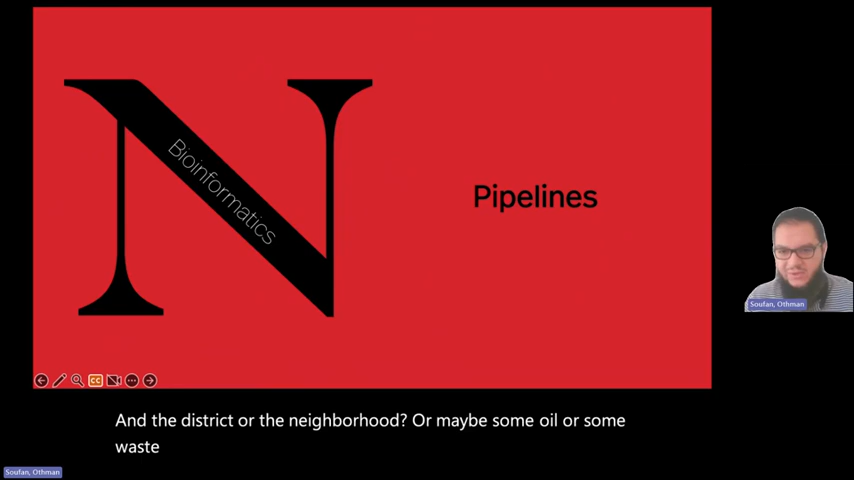 N
Bioinformatics
Pipelines
Soufan, Othman
CC
And the district or the neighborhood? Or maybe some oil or some
waste
Soufan, Othman